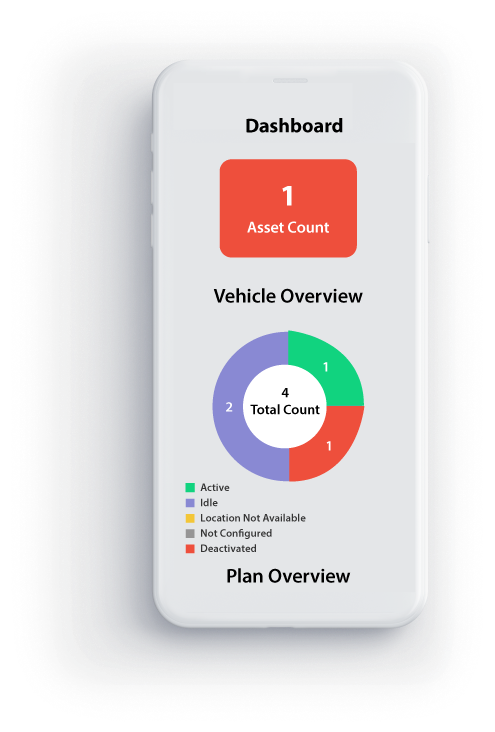 Dashboard
1
Asset Count
Vehicle Overview
1
2
4
Total Count
1
Active
Idle
Location Not Available
Not Configured
Deactivated
Plan Overview